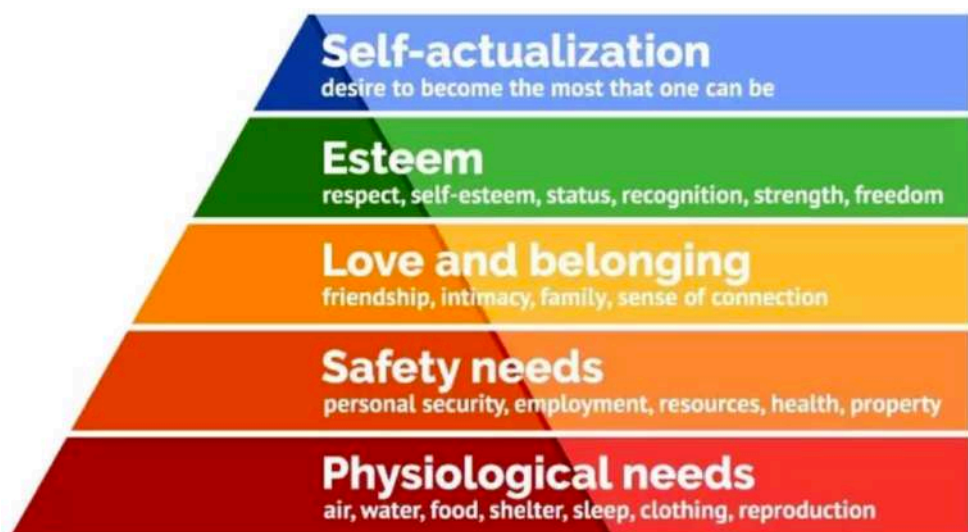 Self-actualization
desire to become the most that one can be
Esteem
respect, self-esteem, status, recognition, strength, freedom
Love and belonging
friendship, intimacy, family, sense of connection
Safety needs
personal security, employment, resources, health, property
Physiological needs
air, water, food, shelter, sleep, clothing, reproduction